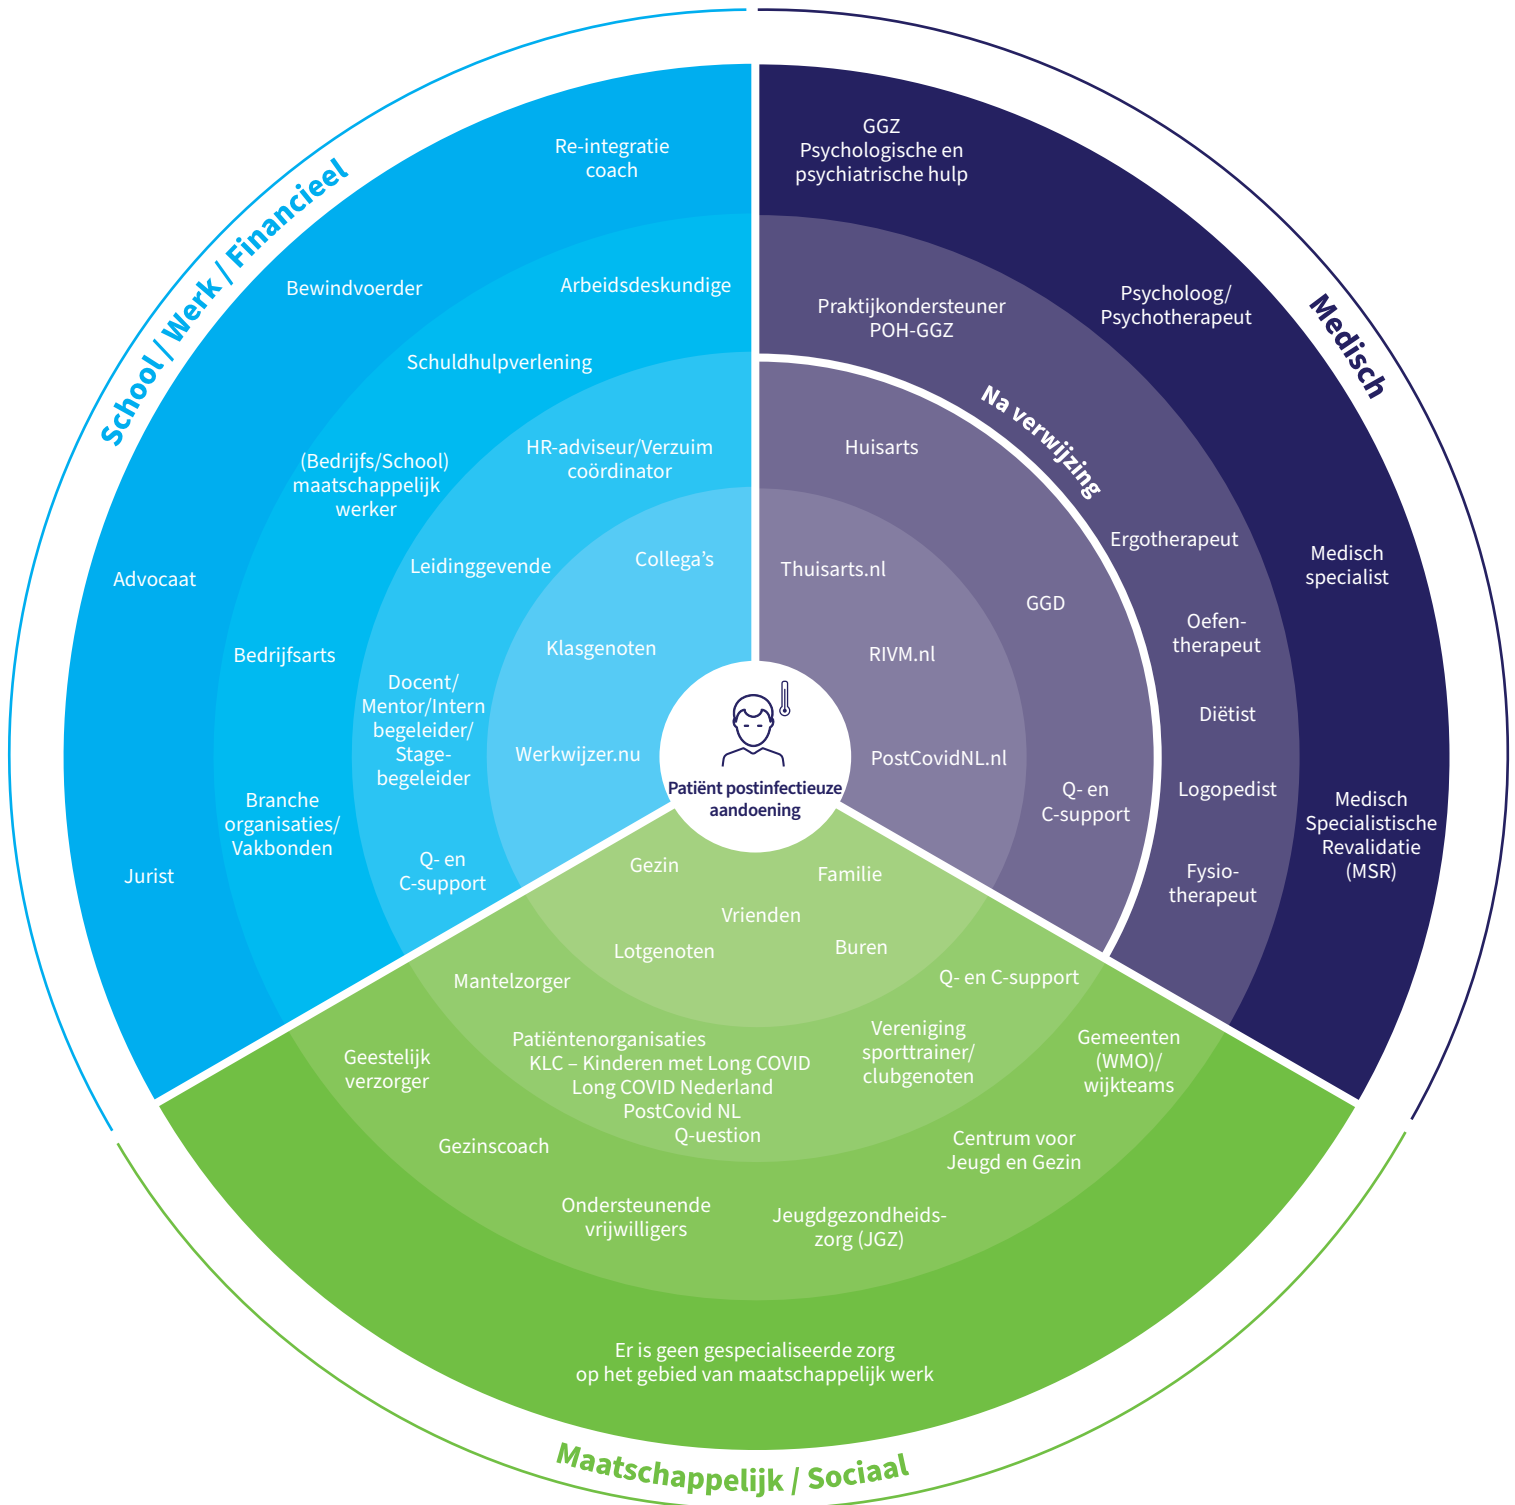 School / Werk / Financieel
Re-integratie
coach
Bewindvoerder
Advocaat
Jurist
Arbeidsdeskundige
Schuldhulpverlening
(Bedrijfs/School)
maatschappelijk
werker
Bedrijfsarts
Branche
organisaties/
Vakbonden
HR-adviseur/Verzuim
coördinator
Leidinggevende
Docent/
Mentor/Intern
begeleider/
Stage-
begeleider
Q- en
C-support
Collega’s
Klasgenoten
Werkwijzer.nu
Medisch
GGZ
Psychologische en
psychiatrische hulp
Psycholoog/
Psychotherapeut
Medisch
specialist
Medisch
Specialistische
Revalidatie
(MSR)
Praktijkondersteuner
POH-GGZ
Na verwijzing
Ergotherapeut
Oefen-
therapeut
Diëtist
Logopedist
Fysio-
therapeut
Huisarts
GGD
Q- en
C-support
Thuisarts.nl
RIVM.nl
PostCovidNL.nl
Patiënt postinfectieuze
aandoening
Gezin
Familie
Vrienden
Lotgenoten
Buren
Mantelzorger
Q- en C-support
Patiëntenorganisaties
KLC – Kinderen met Long COVID
Long COVID Nederland
PostCovid NL
Q-uestion
Vereniging
sporttrainer/
clubgenoten
Geestelijk
verzorger
Gezinscoach
Ondersteunende
vrijwilligers
Jeugdgezondheids-
zorg (JGZ)
Centrum voor
Jeugd en Gezin
Gemeenten
(WMO)/
wijkteams
Er is geen gespecialiseerde zorg
op het gebied van maatschappelijk werk
Maatschappelijk / Sociaal